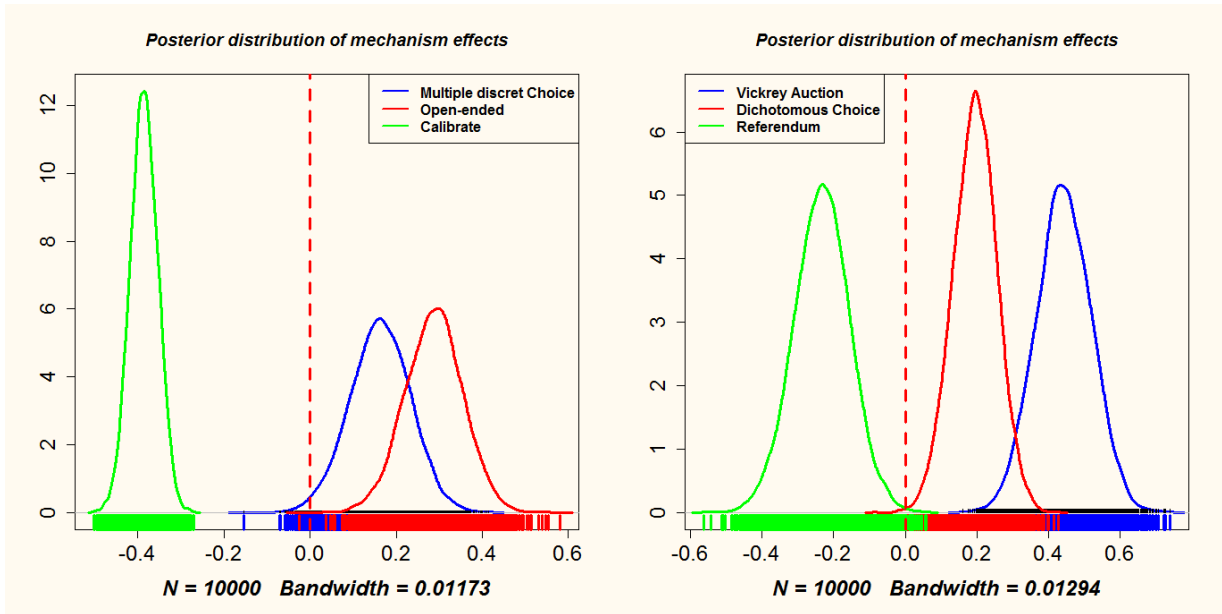 Posterior distribution of mechanism effects
Multiple discret Choice
Open-ended
Calibrate
12
10
8
6
4
2
0
-0.4
-0.2
0.0
0.2
0.4
0.6
N = 10000 Bandwidth = 0.01173
Posterior distribution of mechanism effects
Vickrey Auction
Dichotomous Choice
Referendum
6
5
4
3
2
1
0
-0.6
-0.4
-0.2
0.0
0.2
0.4
0.6
N = 10000 Bandwidth = 0.01294